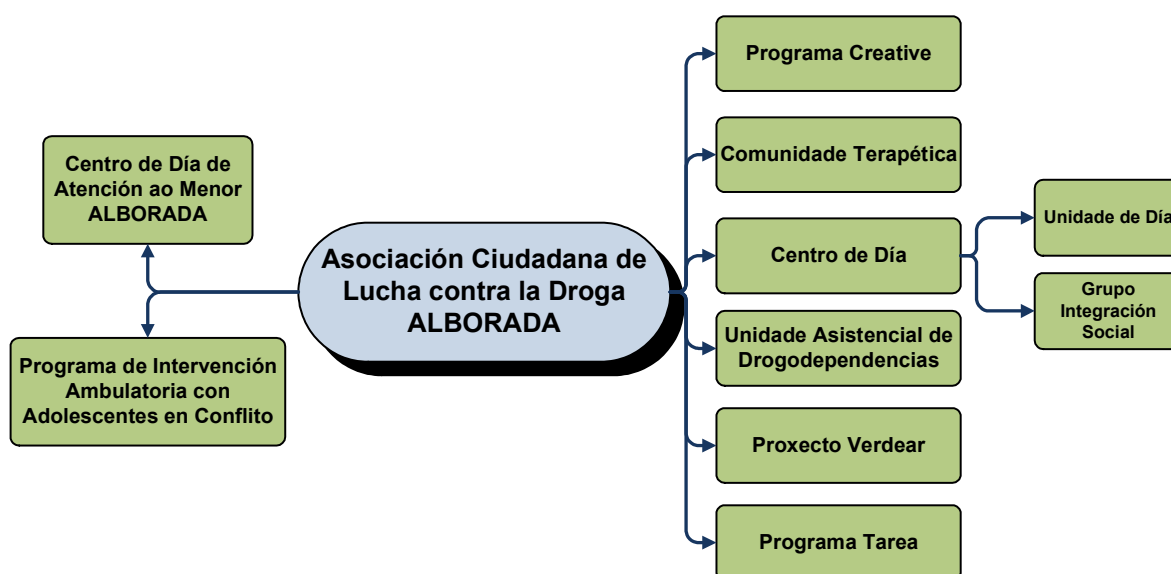 Programa Creative
Comunidade Terapética
Centro de Día de
Atención ao Menor
ALBORADA
Unidade de Día
Asociación Ciudadana de
Lucha contra la Droga
ALBORADA
Centro de Día
Grupo
Integración
Social
Unidade Asistencial de
Drogodependencias
Programa de Intervención
Ambulatoria con
Adolescentes en Conflito
Proxecto Verdear
Programa Tarea